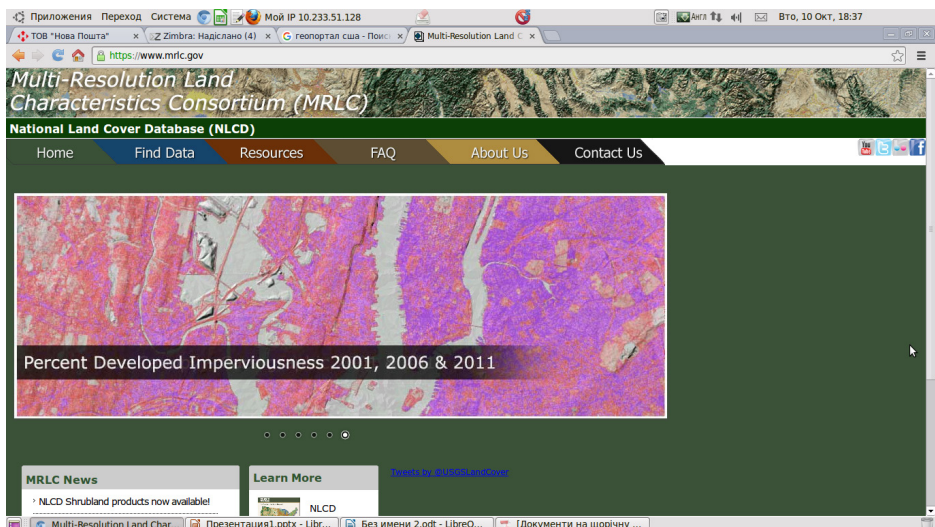 Приложения Переход Система Мой IP 10.233.51.128 Англ Вто, 10 Окт, 18:37
ТОВ "Нова Пошта" Zimbra: Надіслано (4) геопортал сша - Поис Multi-Resolution Land C
https://www.mrlc.gov
Multi-Resolution Land
Characteristics Consortium (MRLC)
National Land Cover Database (NLCD)
Home Find Data Resources FAQ About Us Contact Us
Percent Developed Imperviousness 2001, 2006 & 2011
MRLC News Learn More Tweets by @USGSLandCover
NLCD Shrubland products now available! NLCD
Multi-Resolution Land Char... Презентация1.pptx - Libr... Без имени 2.odt - LibreO... [Документи на щорічну ...